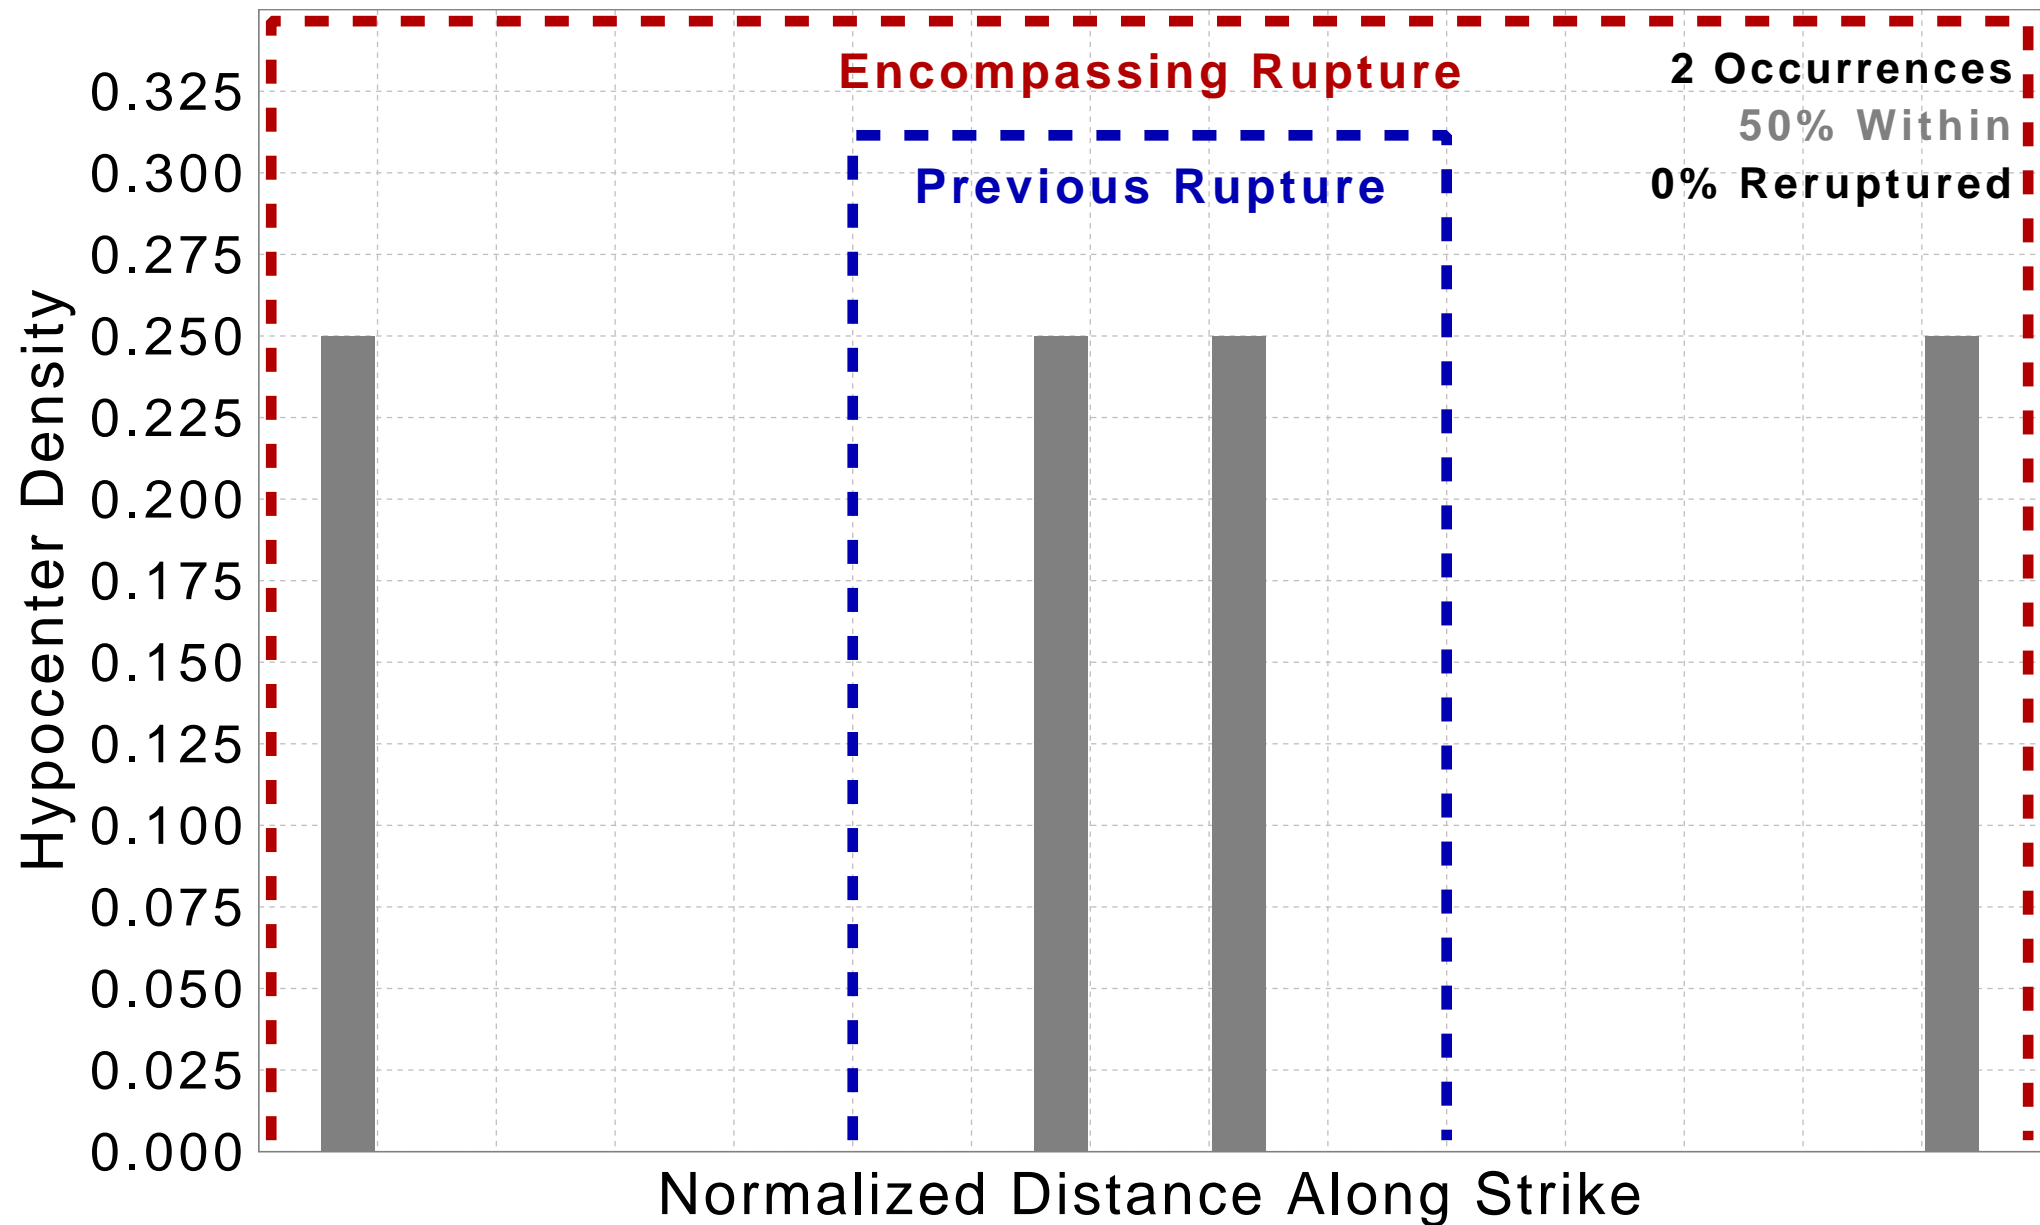 Encompassing Rupture
2 Occurrences
50% Within
0% Reruptured
Previous Rupture
Hypocenter Density
0.325
0.300
0.275
0.250
0.225
0.200
0.175
0.150
0.125
0.100
0.075
0.050
0.025
0.000
Normalized Distance Along Strike